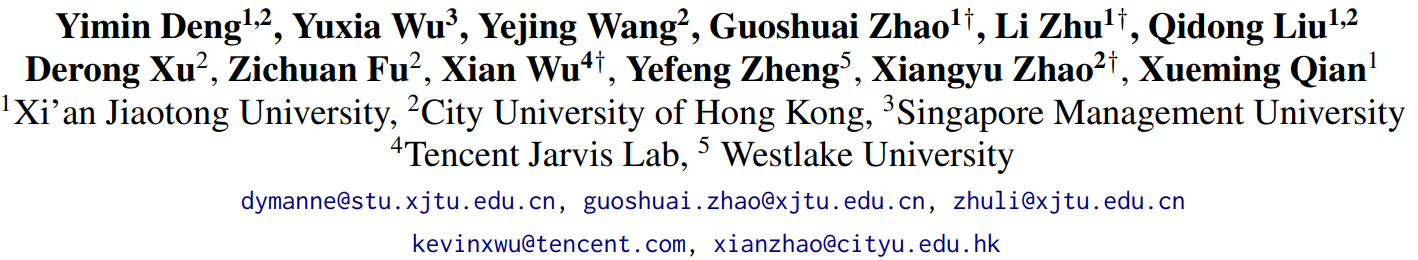 Yimin Deng1,2, Yuxia Wu3, Yejing Wang2, Guoshuai Zhao1†, Li Zhu1†, Qidong Liu1,2
Derong Xu2, Zichuan Fu2, Xian Wu4†, Yefeng Zheng5, Xiangyu Zhao2†, Xueming Qian1
1Xi'an Jiaotong University, 2City University of Hong Kong, 3Singapore Management University
4Tencent Jarvis Lab, 5 Westlake University
dymanne@stu.xjtu.edu.cn, guoshuai.zhao@xjtu.edu.cn, zhuli@xjtu.edu.cn
kevinxwu@tencent.com, xianzhao@cityu.edu.hk